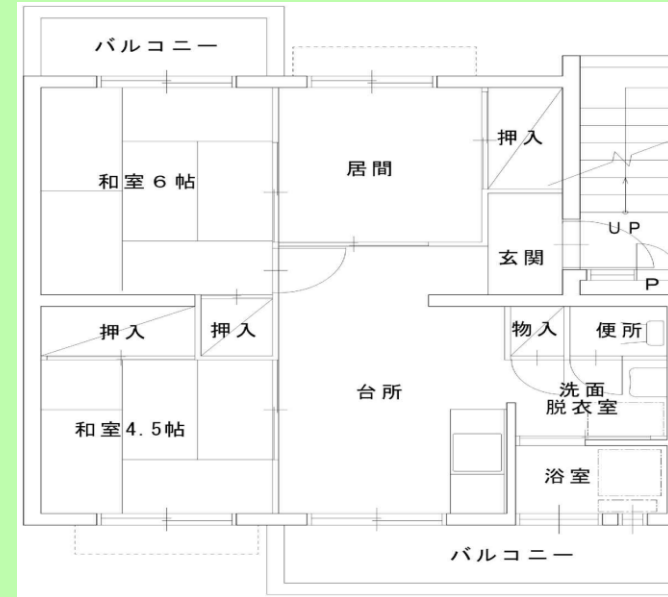 バルコニー
押入
和室6帖
居間
UP
玄関
P
押入
押入
物入
便所
台所
洗面
脱衣室
和室4.5帖
浴室
バルコニー